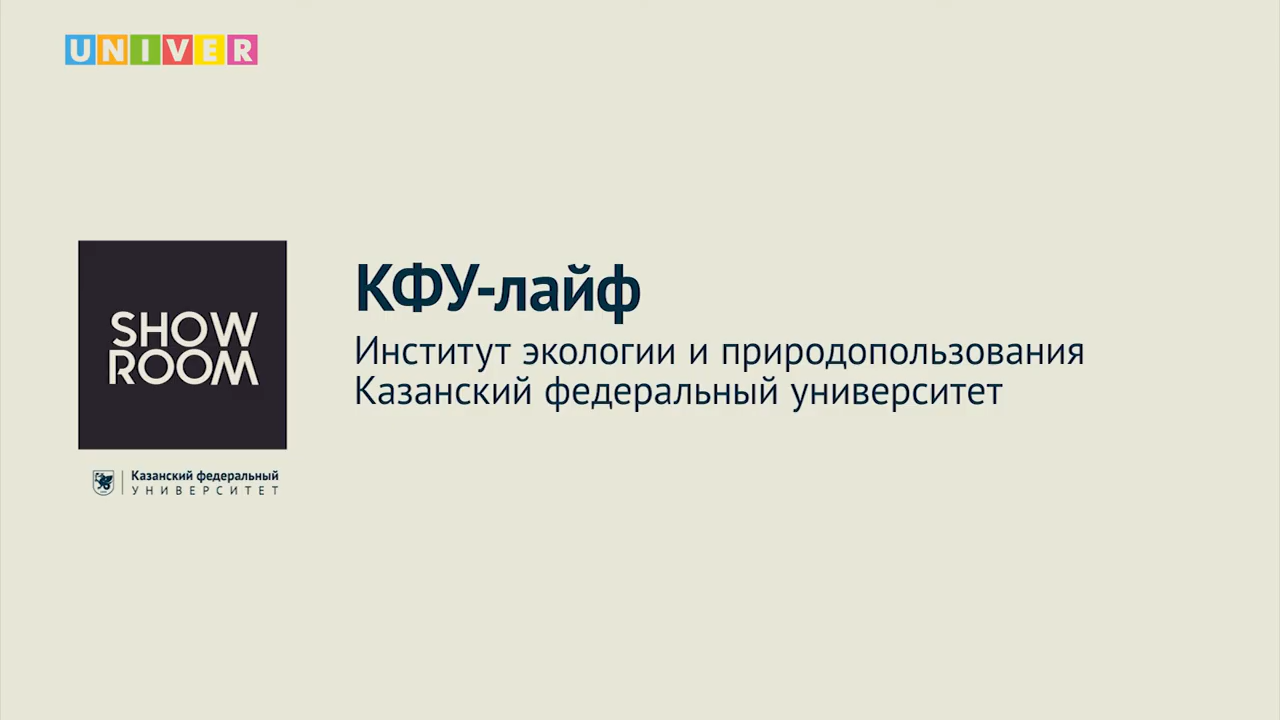 UNIVER
SHOW
ROOM
КФУ-лайф
Институт экологии и природопользования
Казанский федеральный университет
Казанский федеральный
УНИВЕРСИТЕТ